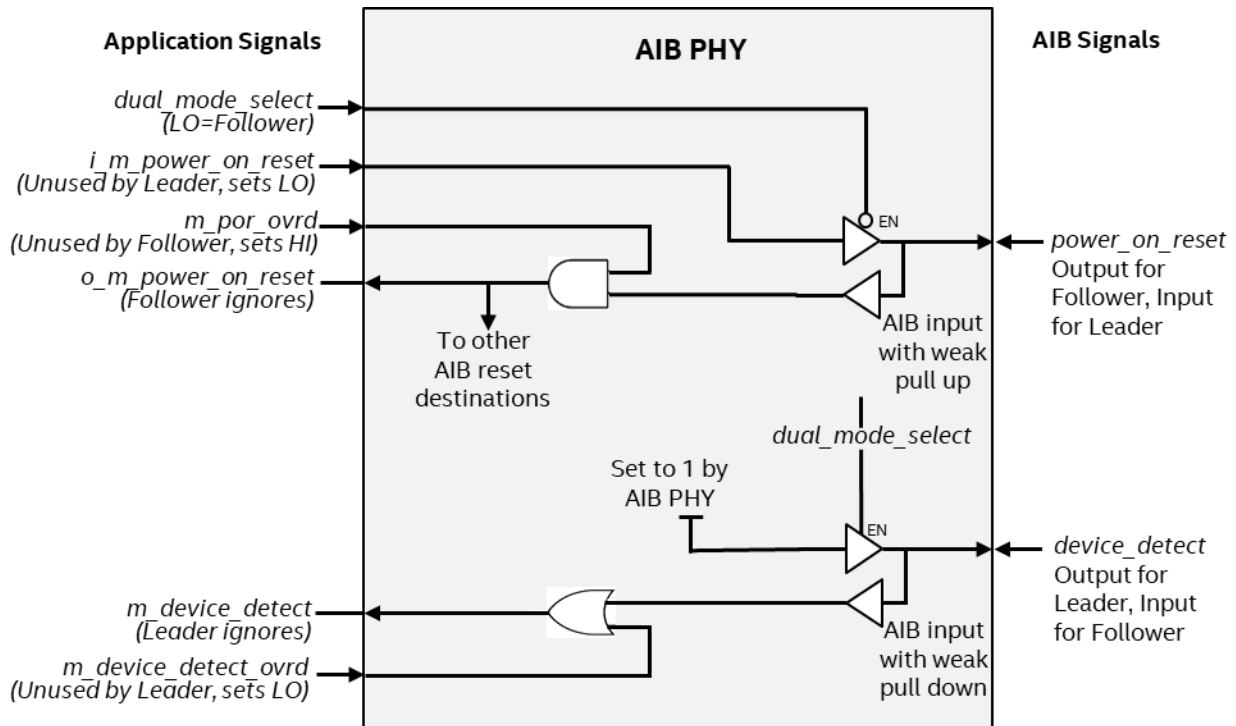 Application Signals
AIB PHY
AIB Signals
dual_mode_select
(LO=Follower)
i_m_power_on_reset
(Unused by Leader, sets LO)
m_por_ovrd
(Unused by Follower, sets HI)
o_m_power_on_reset
(Follower ignores)
To other
AIB reset
destinations
EN
AIB input
with weak
pull up
power_on_reset
Output for
Follower, Input
for Leader
dual_mode_select
Set to 1 by
AIB PHY
EN
AIB input
with weak
pull down
device_detect
Output for
Leader, Input
for Follower
m_device_detect
(Leader ignores)
m_device_detect_ovrd
(Unused by Leader, sets LO)